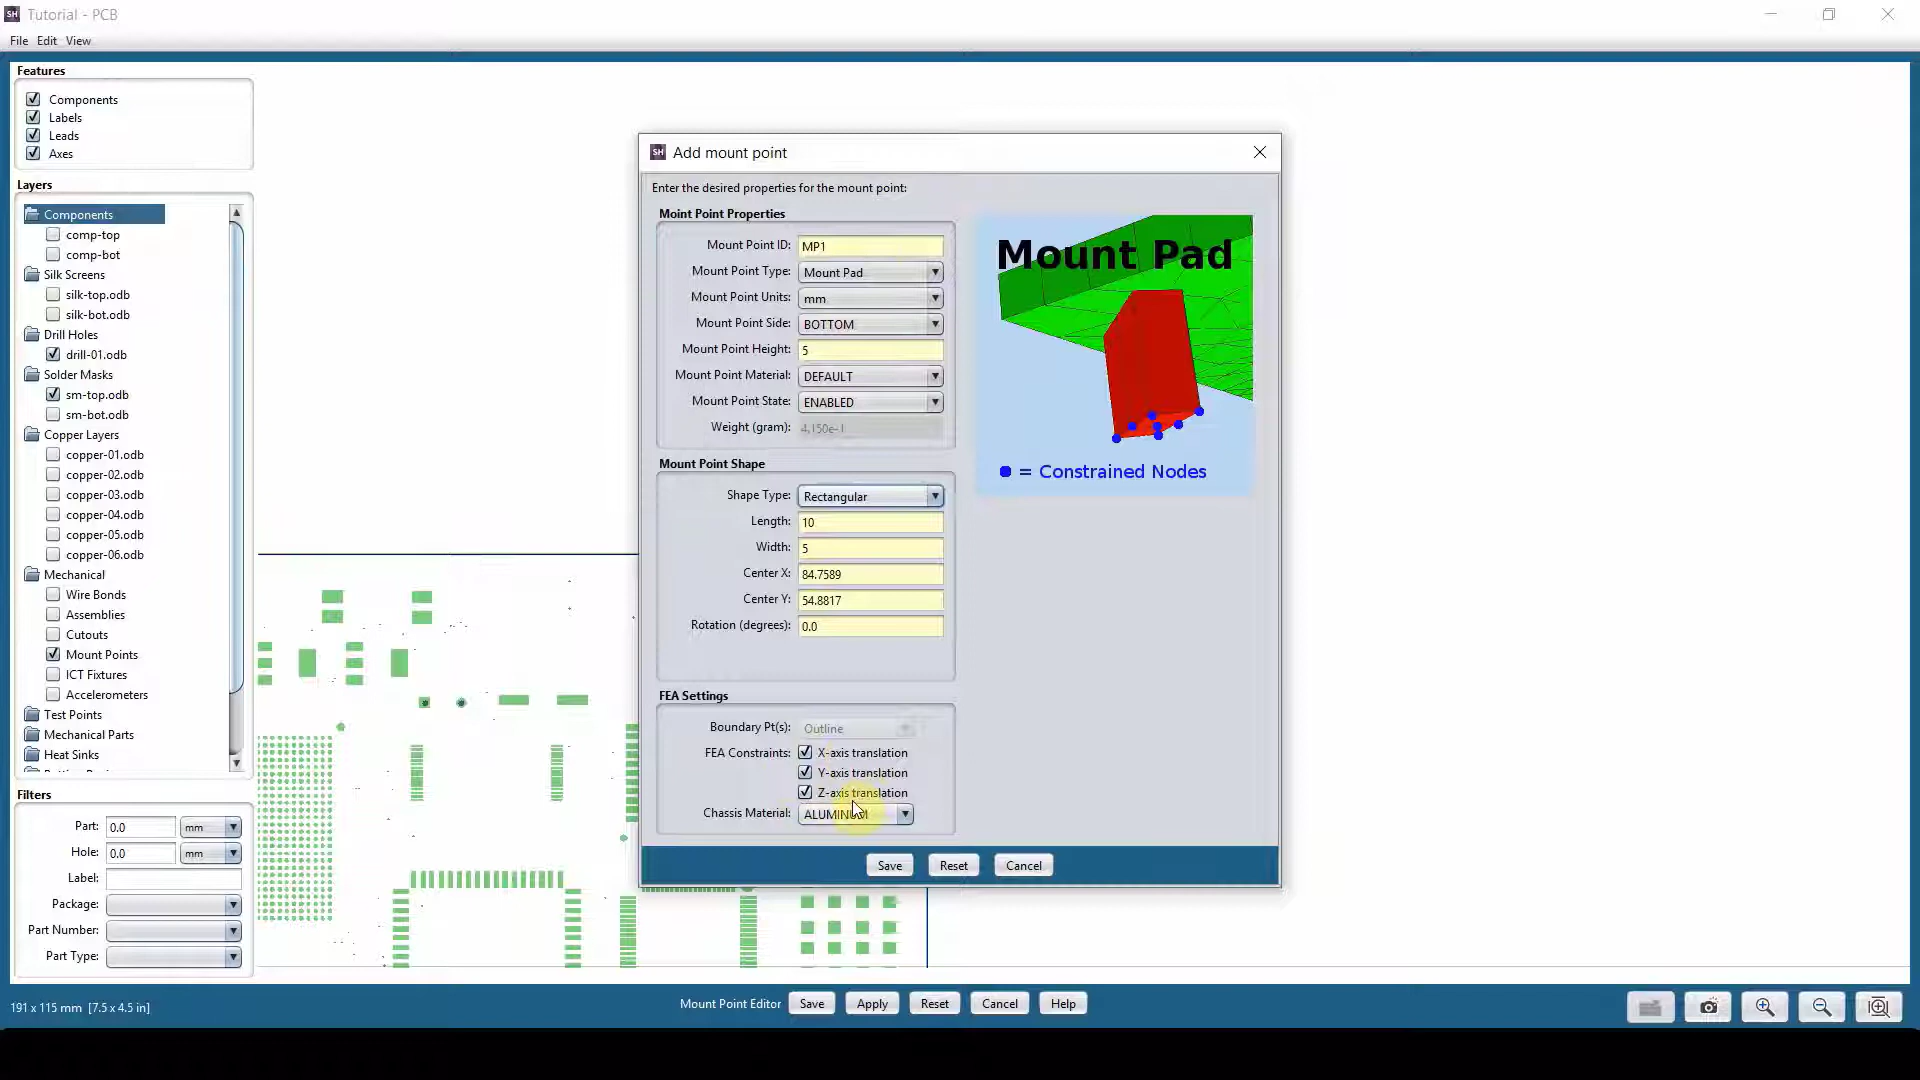 SH Tutorial - PCB
File Edit View
Features
Components
Labels
Leads
Axes
Layers
Components
comp-top
comp-bot
Silk Screens
silk-top.odb
silk-bot.odb
Drill Holes
drill-01.odb
Solder Masks
sm-top.odb
sm-bot.odb
Copper Layers
copper-01.odb
copper-02.odb
copper-03.odb
copper-04.odb
copper-05.odb
copper-06.odb
Mechanical
Wire Bonds
Assemblies
Cutouts
Mount Points
ICT Fixtures
Accelerometers
Test Points
Mechanical Parts
Heat Sinks
Filters
Part: 0.0 mm
Hole: 0.0 mm
Label:
Package:
Part Number:
Part Type:
SH Add mount point
Enter the desired properties for the mount point:
Moint Point Properties
Mount Point ID: MP1
Mount Point Type: Mount Pad
Mount Point Units: mm
Mount Point Side: BOTTOM
Mount Point Height: 5
Mount Point Material: DEFAULT
Mount Point State: ENABLED
Weight (gram): 4.150e-1
Mount Point Shape
Shape Type: Rectangular
Length: 10
Width: 5
Center X: 84.7589
Center Y: 54.8817
Rotation (degrees): 0.0
FEA Settings
Boundary Pt(s): Outline
FEA Constraints: X-axis translation
Y-axis translation
Z-axis translation
Chassis Material: ALUMINUM
Save Reset Cancel
Mount Pad
= Constrained Nodes
191 x 115 mm [7.5 x 4.5 in]
Mount Point Editor Save Apply Reset Cancel Help